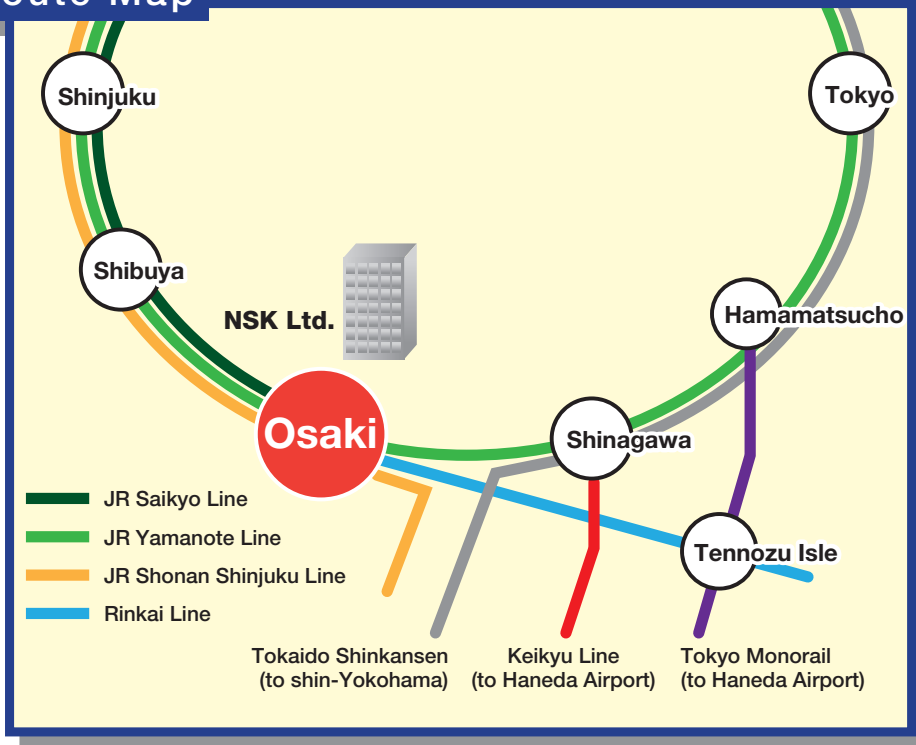 Map
Shinjuku
Tokyo
Shibuya
Hamamatsucho
NSK Ltd.
Osaki
Shinagawa
JR Saikyo Line
JR Yamanote Line
JR Shonan Shinjuku Line
Rinkai Line
Tennozu Isle
Tokaido Shinkansen
(to shin-Yokohama)
Keikyu Line
(to Haneda Airport)
Tokyo Monorail
(to Haneda Airport)